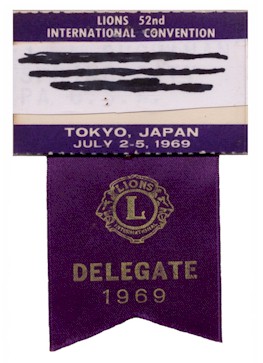 LIONS 52nd
INTERNATIONAL CONVENTION
TOKYO, JAPAN
JULY 2-5, 1969
LIONS
L
INTERNATIONAL
DELEGATE
1969